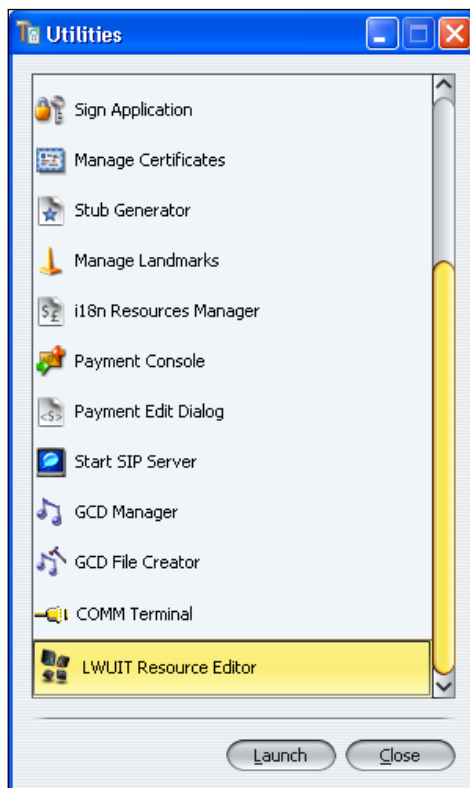 Utilities
Sign Application
Manage Certificates
Stub Generator
Manage Landmarks
i18n Resources Manager
Payment Console
Payment Edit Dialog
Start SIP Server
GCD Manager
GCD File Creator
COMM Terminal
LWUIT Resource Editor
Launch Close